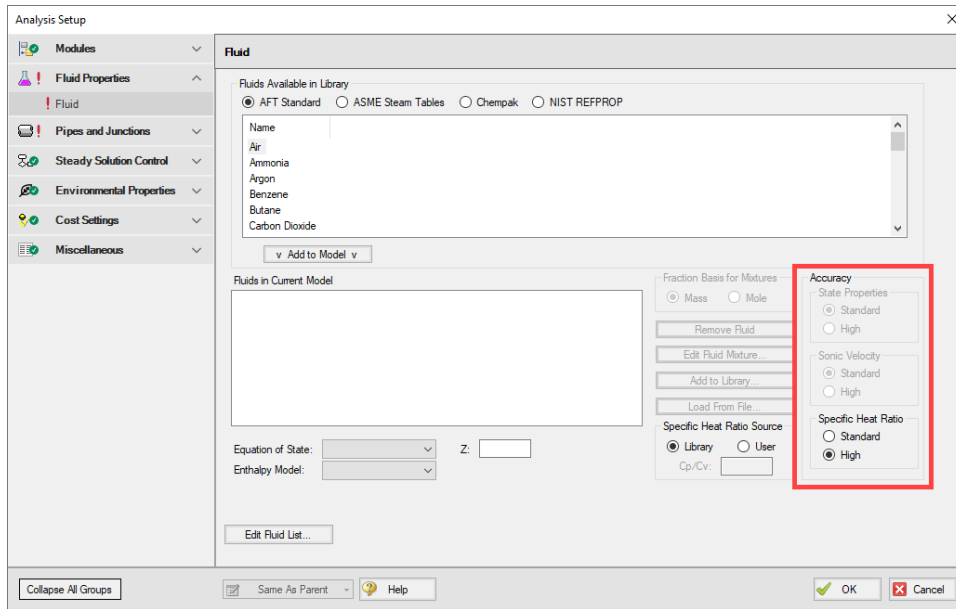 Analysis Setup
Modules
Fluid Properties
Fluid
Pipes and Junctions
Steady Solution Control
Environmental Properties
Cost Settings
Miscellaneous
Fluid
Fluids Available in Library
AFT Standard ASME Steam Tables Chempak NIST REFPROP
Name
Air
Ammonia
Argon
Benzene
Butane
Carbon Dioxide
v Add to Model v
Fluids in Current Model
Fraction Basis for Mixtures
Mass Mole
Remove Fluid
Edit Fluid Mixture...
Add to Library...
Load From File...
Specific Heat Ratio Source
Library User
Cp/Cv:
Accuracy
State Properties
Standard
High
Sonic Velocity
Standard
High
Specific Heat Ratio
Standard
High
Equation of State: Z:
Enthalpy Model:
Edit Fluid List...
Collapse All Groups Same As Parent Help OK Cancel